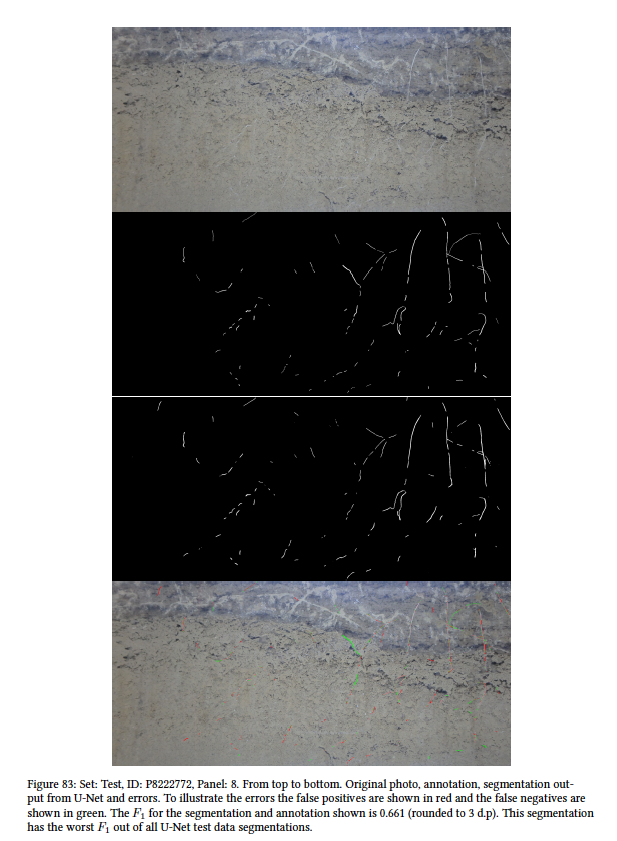 Figure 83: Set: Test, ID: P8222772, Panel: 8. From top to bottom. Original photo, annotation, segmentation out-
put from U-Net and errors. To illustrate the errors the false positives are shown in red and the false negatives are
shown in green. The F1 for the segmentation and annotation shown is 0.661 (rounded to 3 d.p). This segmentation
has the worst F1 out of all U-Net test data segmentations.